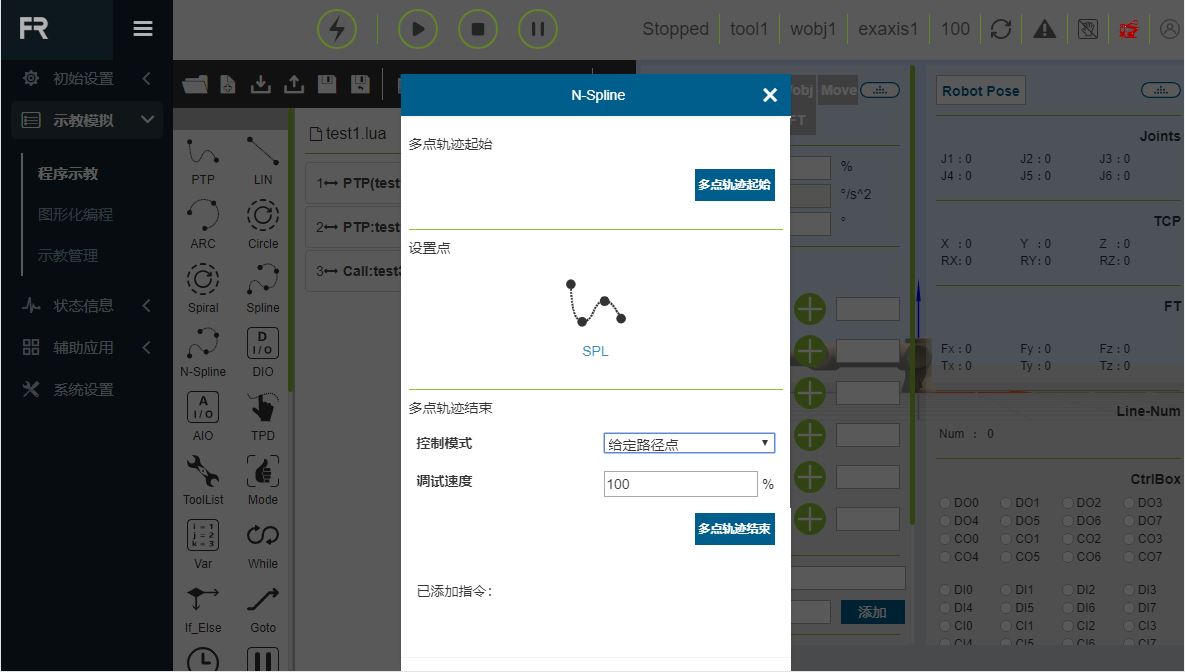 FR
Stopped
tool1
wobj1
exaxis1
100
初始设置
示教模拟
程序示教
图形化编程
示教管理
状态信息
辅助应用
系统设置
PTP
LIN
ARC
Circle
Spiral
Spline
N-Spline
D
I/O
DIO
A
I/O
AIO
TPD
ToolList
Mode
i = 1
j = 2
k = 3
Var
While
If_Else
Goto
test1.lua
1 PTP(test
2 PTP:test
3 Call:test3
N-Spline
多点轨迹起始
多点轨迹起始
设置点
SPL
多点轨迹结束
控制模式
给定路径点
调试速度
100 %
多点轨迹结束
已添加指令:
obj
Move
FT
%
°/s^2
°
添加
Robot Pose
Joints
J1 : 0 J2 : 0 J3 : 0
J4 : 0 J5 : 0 J6 : 0
TCP
X : 0 Y : 0 Z : 0
RX: 0 RY: 0 RZ: 0
FT
Fx : 0 Fy : 0 Fz : 0
Tx : 0 Ty : 0 Tz : 0
Line-Num
Num : 0
CtrlBox
DO0 DO1 DO2 DO3
DO4 DO5 DO6 DO7
CO0 CO1 CO2 CO3
CO4 CO5 CO6 CO7
DI0 DI1 DI2 DI3
DI4 DI5 DI6 DI7
CI0 CI1 CI2 CI3
CI4 CI5 CI6 CI7